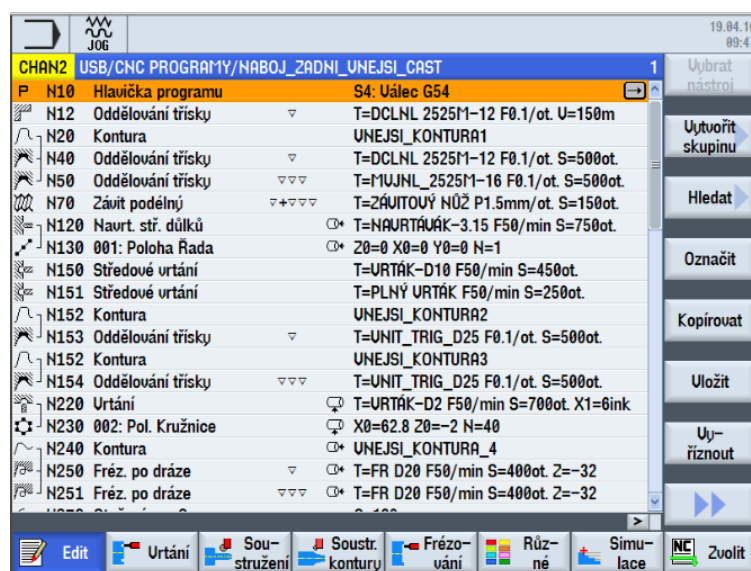 JOG
19.04.1
09:4
CHAN2 USB/CNC PROGRAMY/NABOJ_ZADNI_VNEJSI_CAST 1
P N10 Hlavička programu S4: Válec G54
N12 Oddělování třísky ▽ T=DCLNL 2525M-12 F0.1/ot. V=150m
N20 Kontura VNEJSI_KONTURA1
N40 Oddělování třísky ▽ T=DCLNL 2525M-12 F0.1/ot. S=500ot.
N50 Oddělování třísky ▽▽▽ T=MVJNL_2525M-16 F0.1/ot. S=500ot.
N70 Závit podélný ▽+▽▽▽ T=ZÁVITOVÝ NŮŽ P1.5mm/ot. S=150ot.
N120 Navrt. stř. důlků T=NAVRTÁVÁK-3.15 F50/min S=750ot.
N130 001: Poloha Řada Z0=0 X0=0 Y0=0 N=1
N150 Středové vrtání T=VRTÁK-D10 F50/min S=450ot.
N151 Středové vrtání T=PLNÝ VRTÁK F50/min S=250ot.
N152 Kontura VNEJSI_KONTURA2
N153 Oddělování třísky ▽ T=UNIT_TRIG_D25 F0.1/ot. S=500ot.
N152 Kontura VNEJSI_KONTURA3
N154 Oddělování třísky ▽▽▽ T=UNIT_TRIG_D25 F0.1/ot. S=500ot.
N220 Vrtání T=VRTÁK-D2 F50/min S=700ot. X1=6ink
N230 002: Pol. Kružnice X0=62.8 Z0=-2 N=40
N240 Kontura VNEJSI_KONTURA_4
N250 Fréz. po dráze ▽ T=FR D20 F50/min S=400ot. Z=-32
N251 Fréz. po dráze ▽▽▽ T=FR D20 F50/min S=400ot. Z=-32
Vybrat
nástroj
Vytvořit
skupinu
Hledat
Označit
Kopírovat
Vložit
Vy-
říznout
Edit
Vrtání
Sou-
stružení
Soustr.
kontury
Frézo-
vání
Růz-
né
Simu-
lace
NC Zvolit